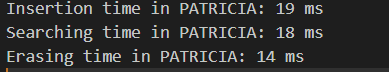 Insertion time in PATRICIA: 19 ms
Searching time in PATRICIA: 18 ms
Erasing time in PATRICIA: 14 ms